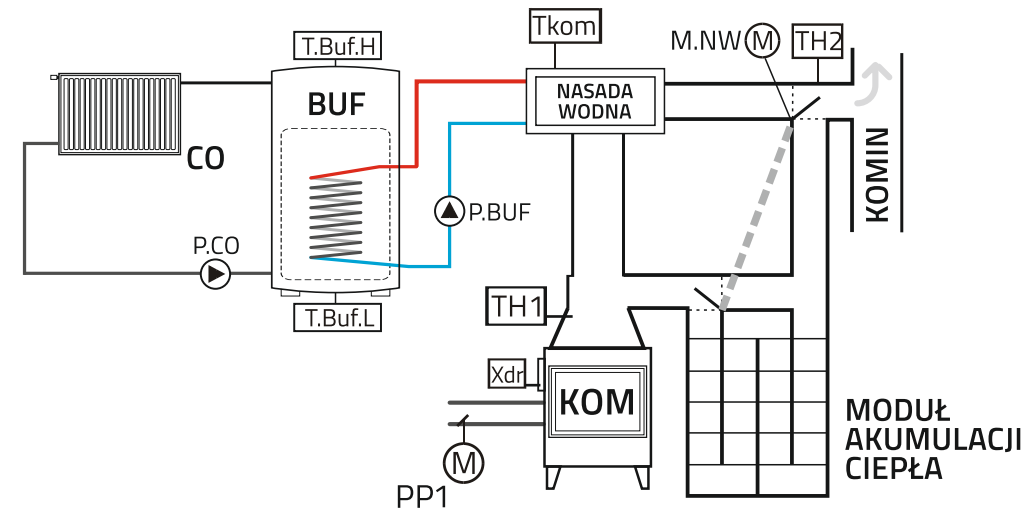 Tkom
M.NW
M
TH2
T.Buf.H
NASADA
WODNA
BUF
CO
KOMIN
P.BUF
P.CO
T.Buf.L
TH1
Xdr
KOM
MODUŁ
AKUMULACJI
CIEPŁA
M
PP1